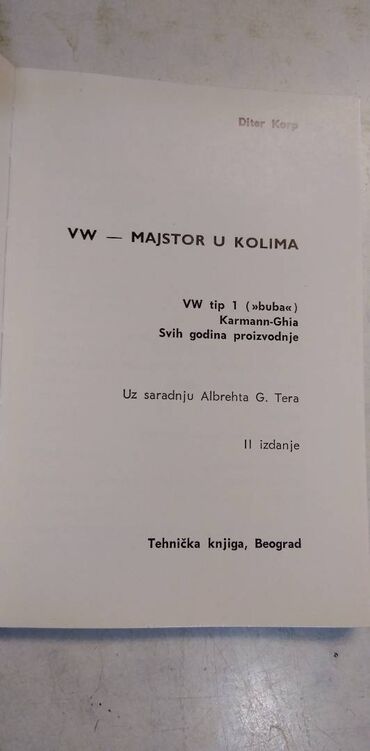 Diter Korp
VW — MAJSTOR U KOLIMA
VW tip 1 (»buba«)
Karmann-Ghia
Svih godina proizvodnje
Uz saradnju Albrehta G. Tera
II izdanje
Tehnička knjiga, Beograd